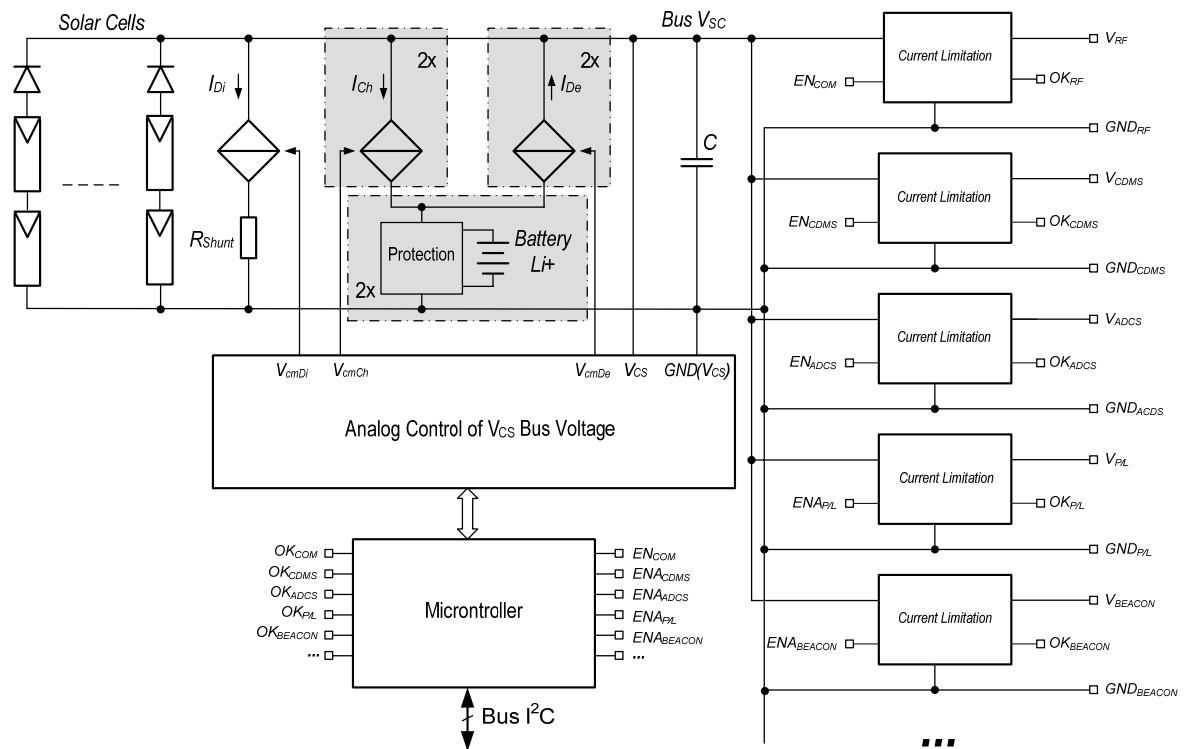 Solar Cells
Bus VSC
2x
2x
IDi
ICh
IDe
C
RShunt
Protection
Battery
Li+
2x
VcmDi
VcmCh
VcmDe
VCS
GND(VCS)
Analog Control of VCS Bus Voltage
OKCOM
OKCDMS
OKADCS
OKP/L
OKBEACON
...
Microntroller
ENCOM
ENACDMS
ENAADCS
ENAP/L
ENABEACON
...
Bus I²C
Current Limitation
VRF
ENCOM
OKRF
GNDRF
Current Limitation
VCDMS
ENCDMS
OKCDMS
GNDCDMS
Current Limitation
VADCS
ENADCS
OKADCS
GNDACDS
Current Limitation
VP/L
ENAP/L
OKP/L
GNDP/L
Current Limitation
VBEACON
ENABEACON
OKBEACON
GNDBEACON
...